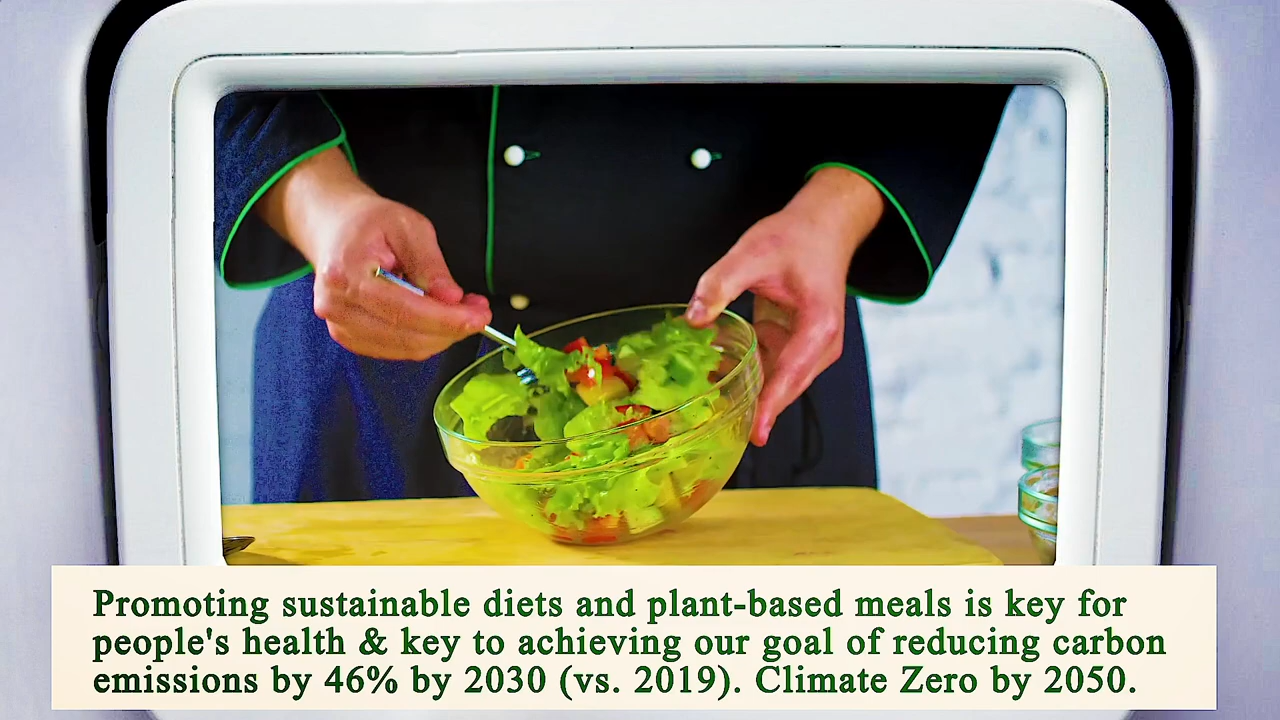 Promoting sustainable diets and plant-based meals is key for
people's health & key to achieving our goal of reducing carbon
emissions by 46% by 2030 (vs. 2019). Climate Zero by 2050.